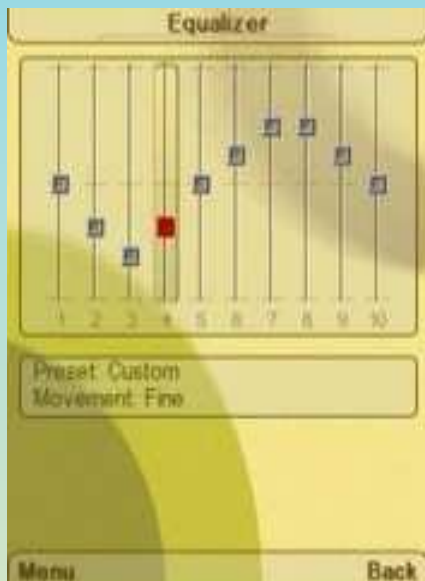 Equalizer
1 2 3 4 5 6 7 8 9 10
Preset Custom
Movement Fine
Menu Back